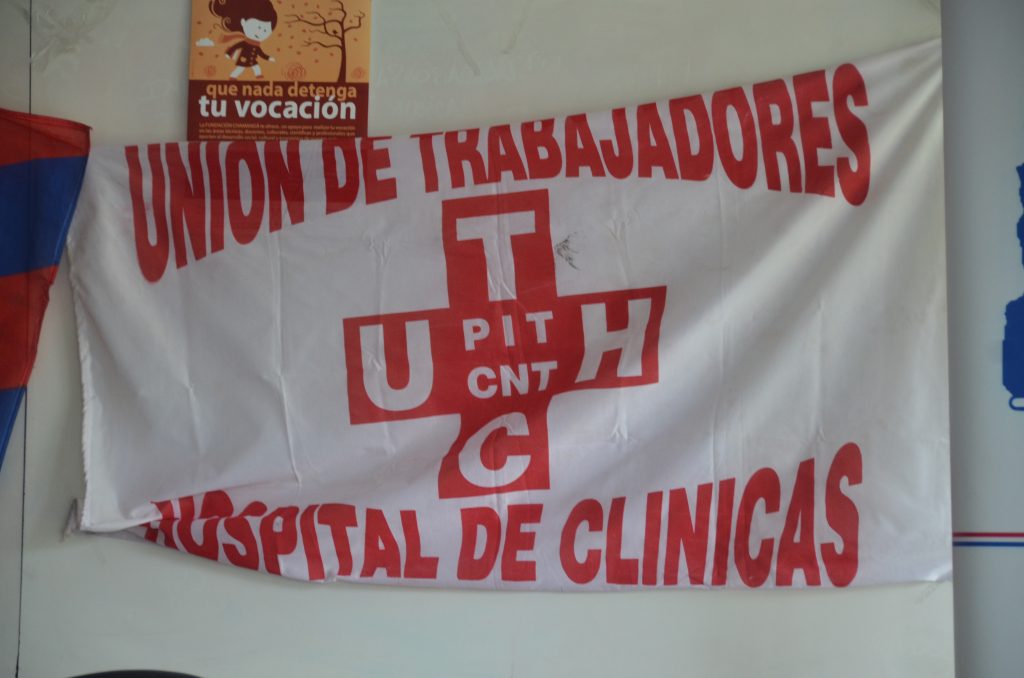 que nada detenga
tu vocación
UNION DE TRABAJADORES
T
U PIT H
CNT
C
HOSPITAL DE CLINICAS